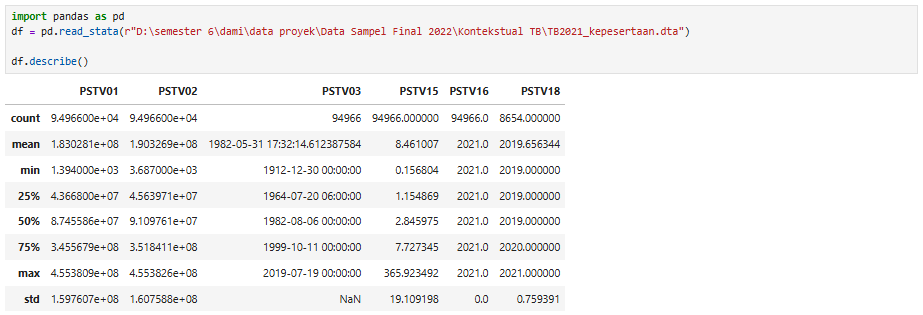 import pandas as pd
df = pd.read_stata(r"D:\semester 6\dami\data proyek\Data Sampel Final 2022\Kontekstual TB\TB2021_kepesertaan.dta")
df.describe()
PSTV01 PSTV02 PSTV03 PSTV15 PSTV16 PSTV18
count 9.496600e+04 9.496600e+04 94966 94966.000000 94966.0 8654.000000
mean 1.830281e+08 1.903269e+08 1982-05-31 17:32:14.612387584 8.461007 2021.0 2019.656344
min 1.394000e+03 3.687000e+03 1912-12-30 00:00:00 0.156804 2021.0 2019.000000
25% 4.366800e+07 4.563971e+07 1964-07-20 06:00:00 1.154869 2021.0 2019.000000
50% 8.745586e+07 9.109761e+07 1982-08-06 00:00:00 2.845975 2021.0 2019.000000
75% 3.455679e+08 3.518411e+08 1999-10-11 00:00:00 7.727345 2021.0 2020.000000
max 4.553809e+08 4.553826e+08 2019-07-19 00:00:00 365.923492 2021.0 2021.000000
std 1.597607e+08 1.607588e+08 NaN 19.109198 0.0 0.759391